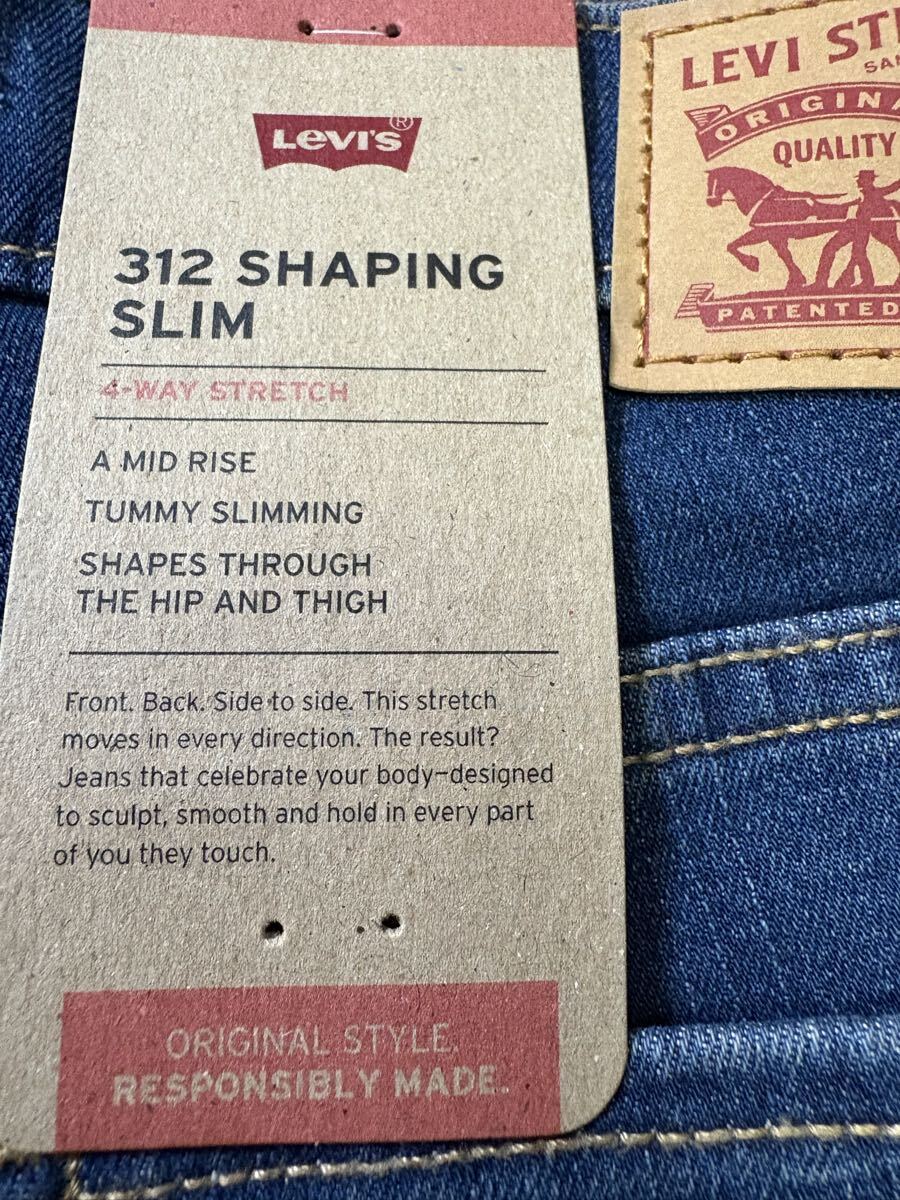 Levi's®
312 SHAPING
SLIM
4-WAY STRETCH
A MID RISE
TUMMY SLIMMING
SHAPES THROUGH
THE HIP AND THIGH
Front. Back. Side to side. This stretch
moves in every direction. The result?
Jeans that celebrate your body—designed
to sculpt, smooth and hold in every part
of you they touch.
ORIGINAL STYLE.
RESPONSIBLY MADE.
LEVI ST
SAN
ORIGINA
QUALITY
PATENTED